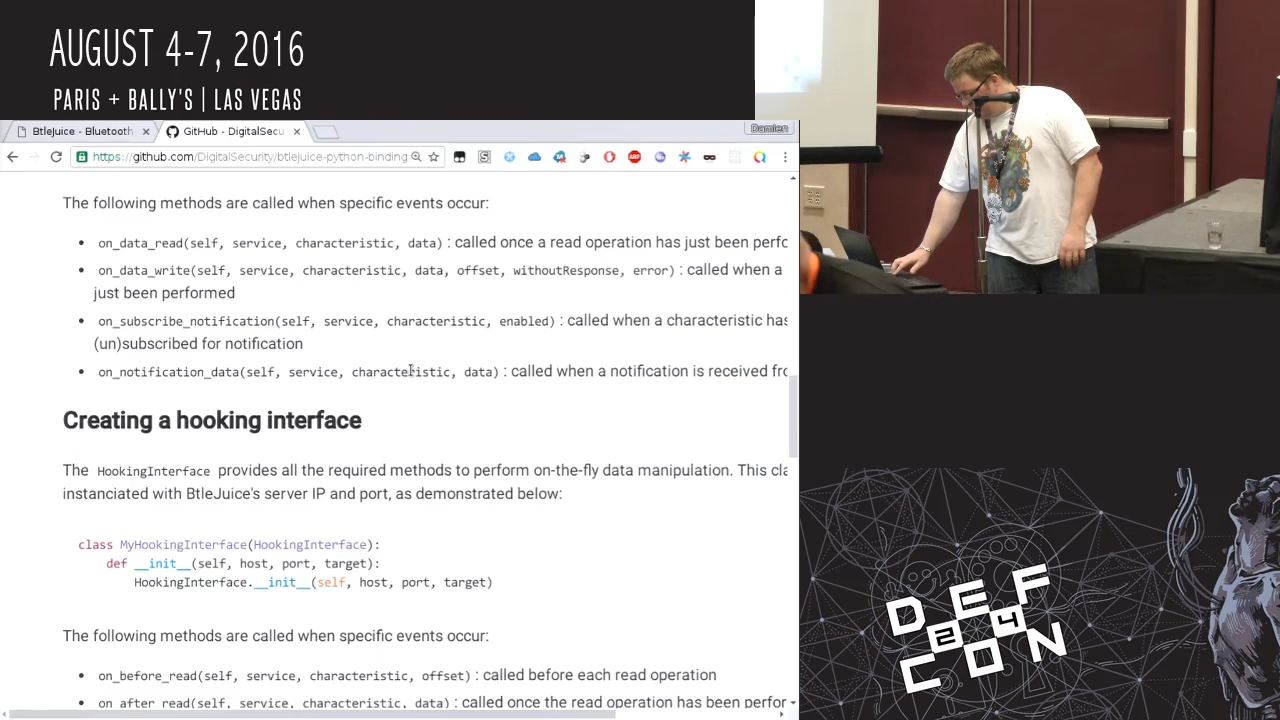 AUGUST 4-7, 2016
PARIS + BALLY'S | LAS VEGAS
BtleJuice - Bluetooth
GitHub - DigitalSecu
Damien
https://github.com/DigitalSecurity/btlejuice-python
The following methods are called when specific events occur:
on_data_read(self, service, characteristic, data) : called once a read operation has just been perfo
on_data_write(self, service, characteristic, data, offset, withoutResponse, error) : called when a
just been performed
on_subscribe_notification(self, service, characteristic, enabled) : called when a characteristic has
(un)subscribed for notification
on_notification_data(self, service, characteristic, data) : called when a notification is received fro
Creating a hooking interface
The HookingInterface provides all the required methods to perform on-the-fly data manipulation. This cla
instanciated with BtleJuice's server IP and port, as demonstrated below:
class MyHookingInterface(HookingInterface):
def __init__(self, host, port, target):
HookingInterface.__init__(self, host, port, target)
The following methods are called when specific events occur:
on_before_read(self, service, characteristic, offset) : called before each read operation
on_after_read(self, service, characteristic, data) : called once the read operation has been perfor
DEF
24
CON